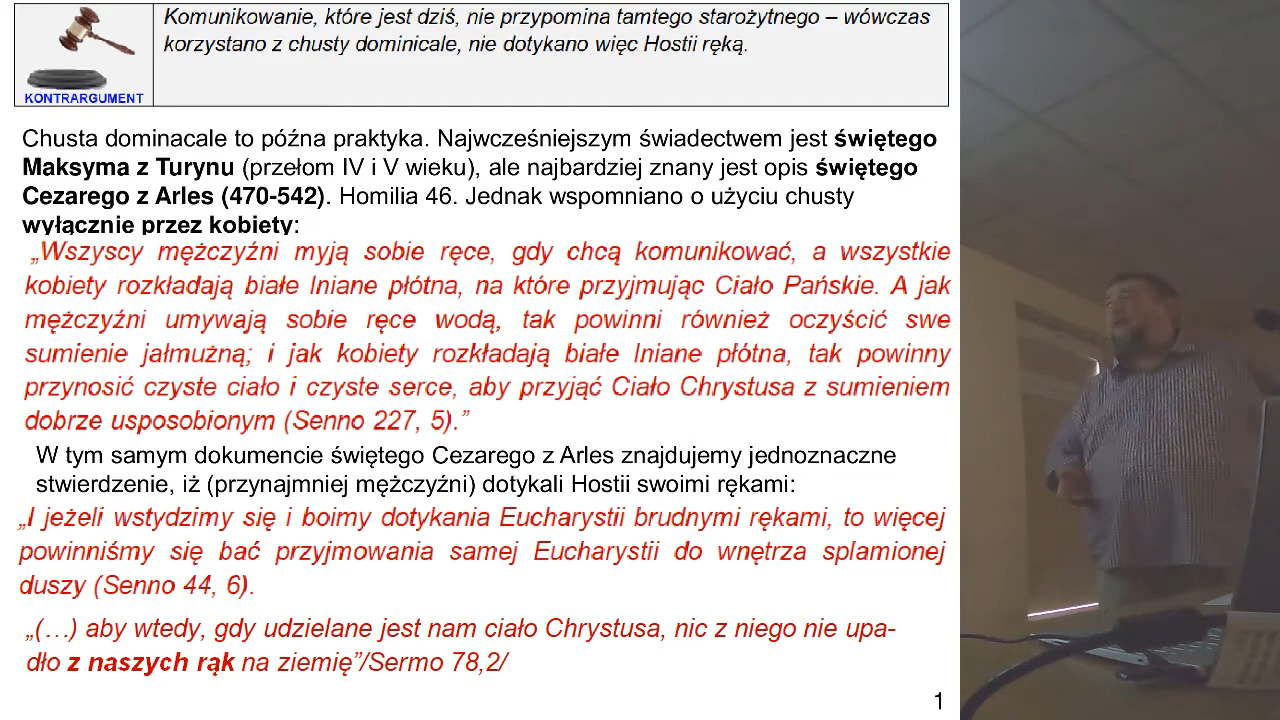 Komunikowanie, które jest dziś, nie przypomina tamtego starożytnego – wówczas
korzystano z chusty dominicale, nie dotykano więc Hostii ręką.
KONTRARGUMENT
Chusta dominacale to późna praktyka. Najwcześniejszym świadectwem jest świętego
Maksyma z Turynu (przełom IV i V wieku), ale najbardziej znany jest opis świętego
Cezarego z Arles (470-542). Homilia 46. Jednak wspomniano o użyciu chusty
wyłącznie przez kobiety:
„Wszyscy mężczyźni myją sobie ręce, gdy chcą komunikować, a wszystkie
kobiety rozkładają białe lniane płótna, na które przyjmując Ciało Pańskie. A jak
mężczyźni umywają sobie ręce wodą, tak powinni również oczyścić swe
sumienie jałmużną; i jak kobiety rozkładają białe lniane płótna, tak powinny
przynosić czyste ciało i czyste serce, aby przyjąć Ciało Chrystusa z sumieniem
dobrze usposobionym (Senno 227, 5).”
W tym samym dokumencie świętego Cezarego z Arles znajdujemy jednoznaczne
stwierdzenie, iż (przynajmniej mężczyźni) dotykali Hostii swoimi rękami:
„I jeżeli wstydzimy się i boimy dotykania Eucharystii brudnymi rękami, to więcej
powinniśmy się bać przyjmowania samej Eucharystii do wnętrza splamionej
duszy (Senno 44, 6).
„(…) aby wtedy, gdy udzielane jest nam ciało Chrystusa, nic z niego nie upa-
dło z naszych rąk na ziemię”/Sermo 78,2/
1